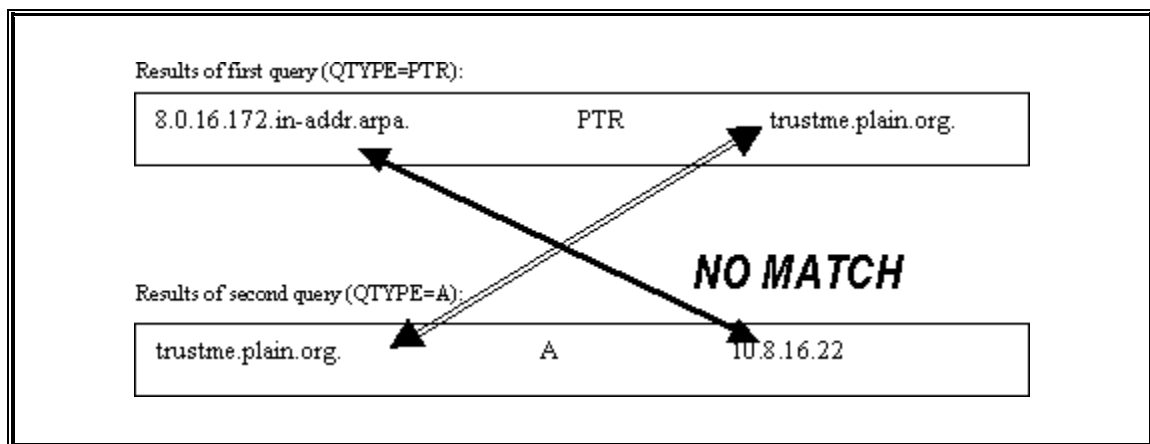 Results of first query (QTYPE=PTR):
8.0.16.172.in-addr.arpa. PTR trustme.plain.org.
NO MATCH
Results of second query (QTYPE=A):
trustme.plain.org. A 10.8.16.22